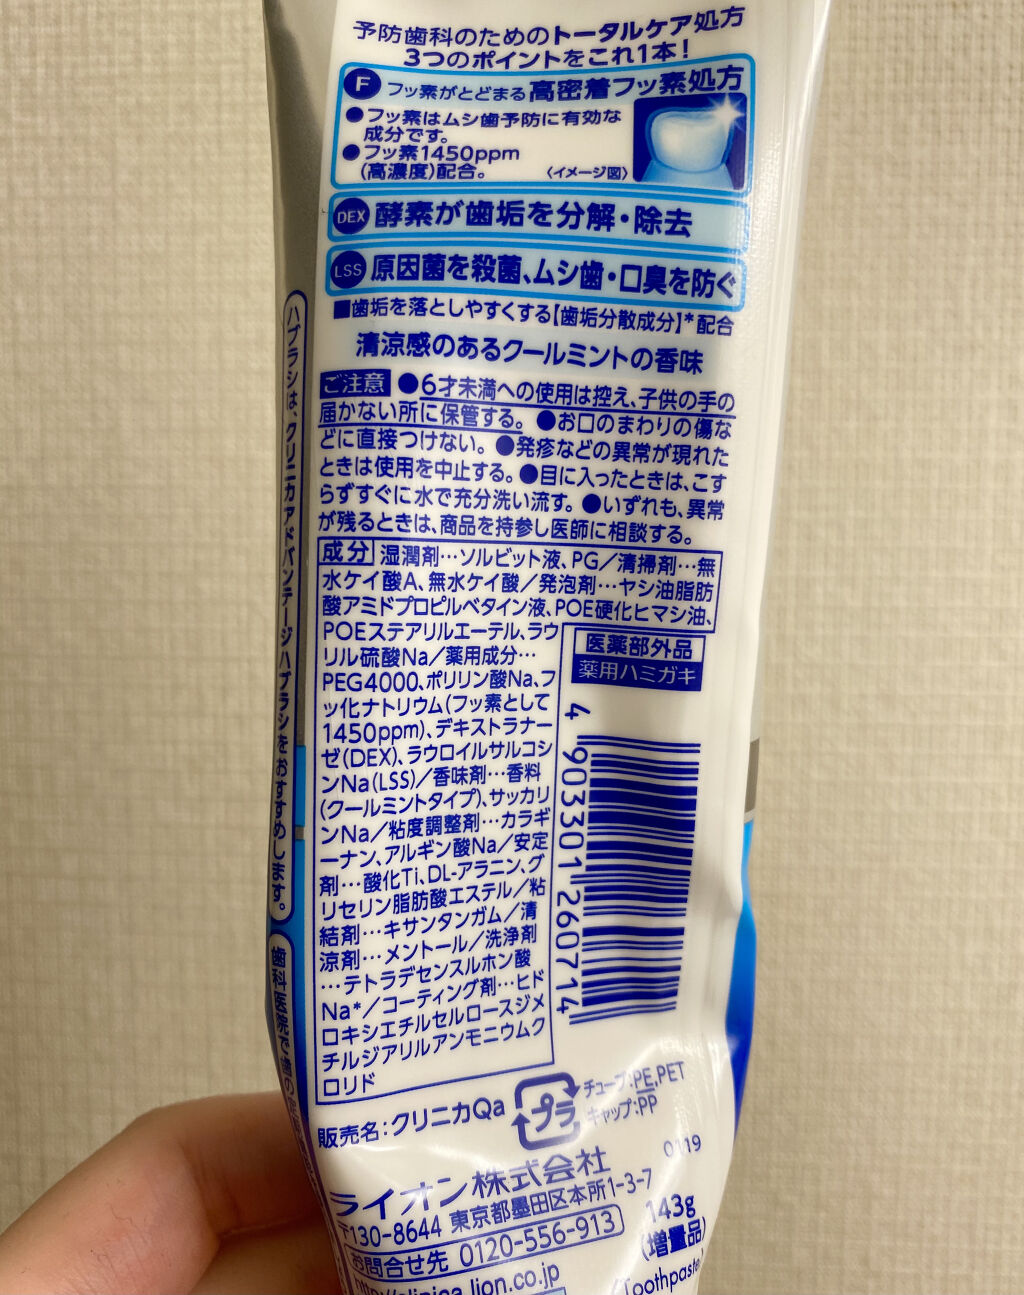 予防歯科のためのトータルケア処方
3つのポイントをこれ1本!
F フッ素がとどまる高密着フッ素処方
●フッ素はムシ歯予防に有効な
成分です。
●フッ素1450ppm
(高濃度)配合。
〈イメージ図〉
DEX 酵素が歯垢を分解・除去
LSS 原因菌を殺菌、ムシ歯・口臭を防ぐ
■歯垢を落としやすくする【歯垢分散成分】*配合
清涼感のあるクールミントの香味
ご注意 ●6才未満への使用は控え、子供の手の
届かない所に保管する。 ●お口のまわりの傷な
どに直接つけない。●発疹などの異常が現れた
ときは使用を中止する。●目に入ったときは、こす
らずすぐに水で充分洗い流す。●いずれも、異常
が残るときは、商品を持参し医師に相談する。
成分 湿潤剤…ソルビット液、PG/清掃剤…無
水ケイ酸A、無水ケイ酸/発泡剤…ヤシ油脂肪
酸アミドプロピルベタイン液、POE硬化ヒマシ油、
POEステアリルエーテル、ラウ
リル硫酸Na/薬用成分…
PEG4000、ポリリン酸Na、フ
ッ化ナトリウム(フッ素として
1450ppm)、デキストラナー
ゼ(DEX)、ラウロイルサルコシ
ンNa(LSS)/香味剤…香料
(クールミントタイプ)、サッカリ
ンNa/粘度調整剤…カラギ
ーナン、アルギン酸Na/安定
剤…酸化Ti、DL-アラニン、グ
リセリン脂肪酸エステル/粘
結剤…キサンタンガム/清
涼剤…メントール/洗浄剤
…テトラデセンスルホン酸
Na*/コーティング剤…ヒド
ロキシエチルセルロースジメ
チルジアリルアンモニウムク
ロリド
医薬部外品
薬用ハミガキ
4 903301 260714
ハブラシは、クリニカアドバンテージハブラシをおすすめします。
歯科医院で歯の
販売名:クリニカQa
プラ
チューブ:PE,PET
キャップ:PP
0119
ライオン株式会社
〒130-8644 東京都墨田区本所1-3-7
お問合せ先 0120-556-913
http://clinica.lion.co.jp
143g
(増量品)
(Toothpaste)